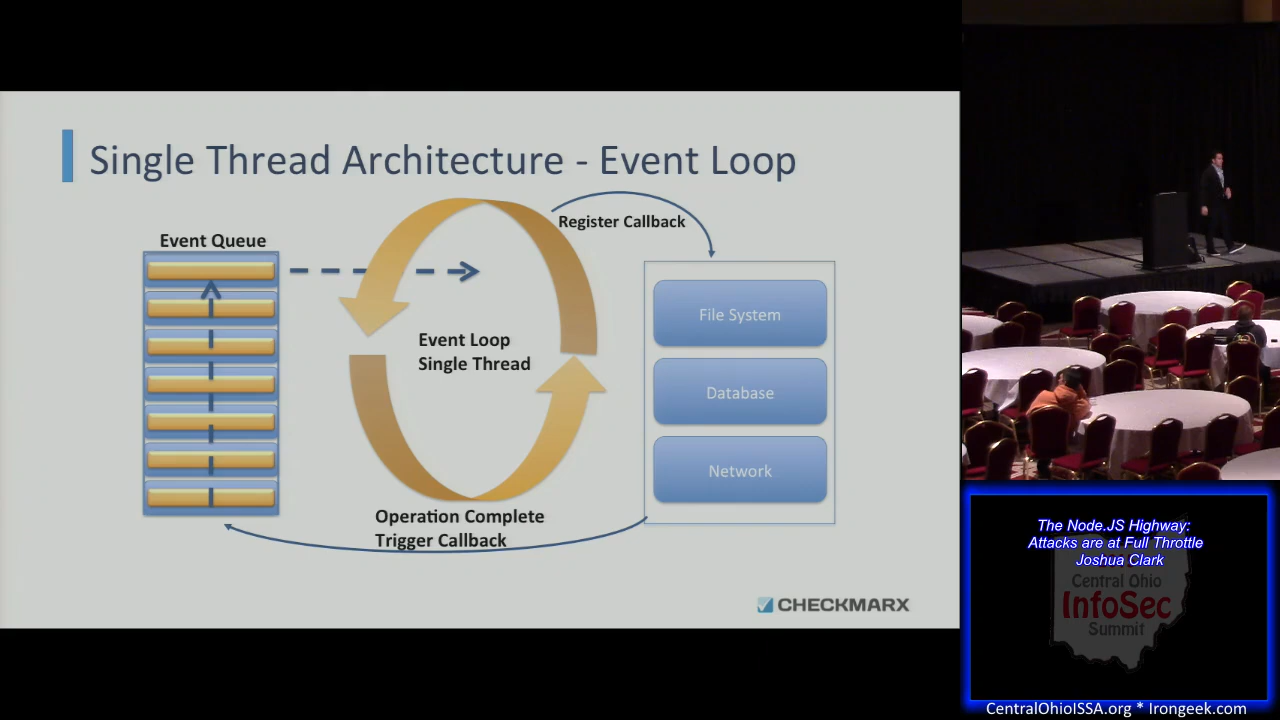 Single Thread Architecture - Event Loop
Event Queue
Register Callback
File System
Event Loop
Single Thread
Database
Network
Operation Complete
Trigger Callback
CHECKMARX
The Node.JS Highway:
Attacks are at Full Throttle
Joshua Clark
Central Ohio
InfoSec
Summit
CentralOhioISSA.org * Irongeek.com